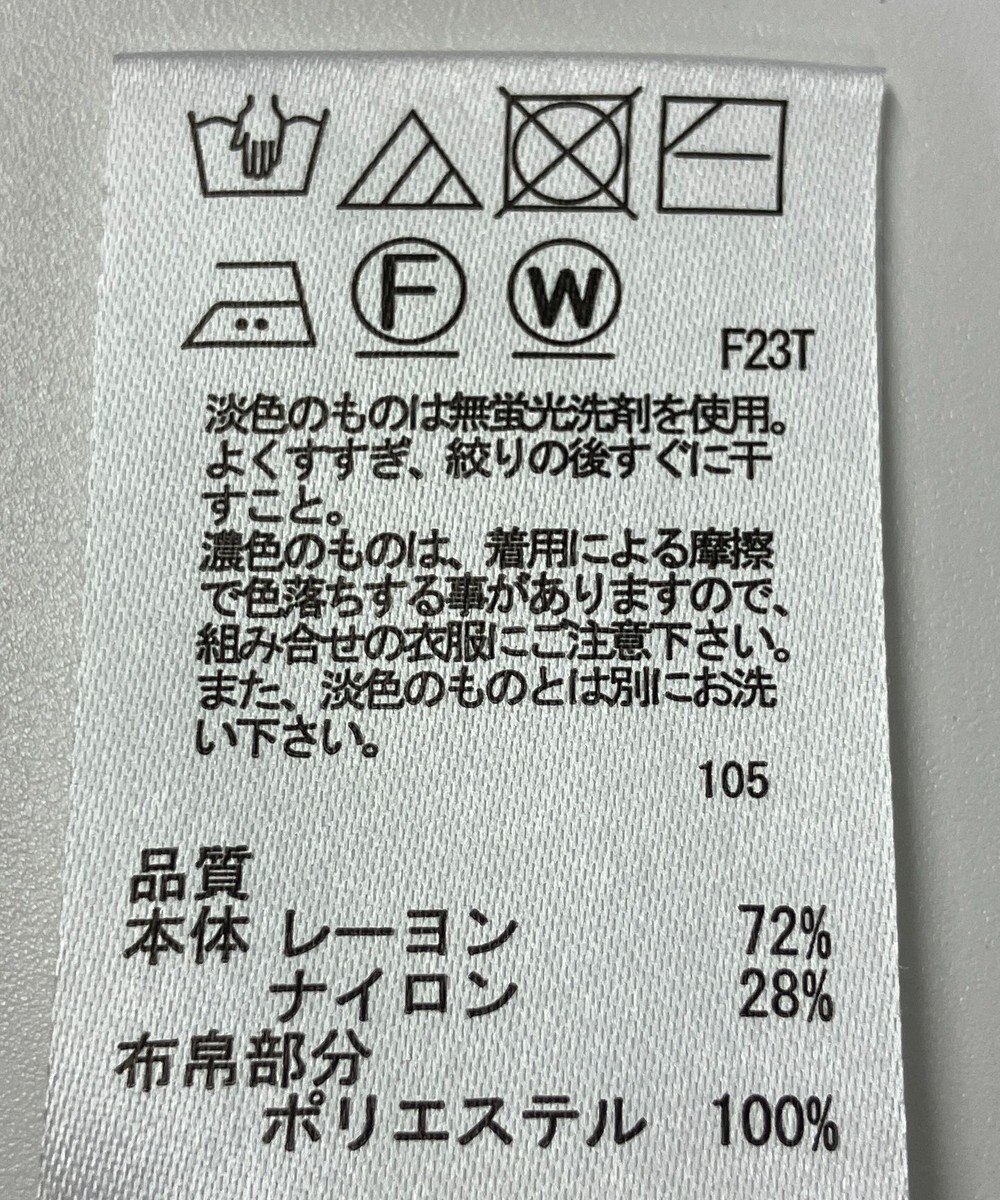 F W
F23T
淡色のものは無蛍光洗剤を使用。
よくすすぎ、絞りの後すぐに干
すこと。
濃色のものは、着用による摩擦
で色落ちする事がありますので、
組み合せの衣服にご注意下さい。
また、淡色のものとは別にお洗
い下さい。
105
品質
本体 レーヨン 72%
ナイロン 28%
布帛部分
ポリエステル 100%